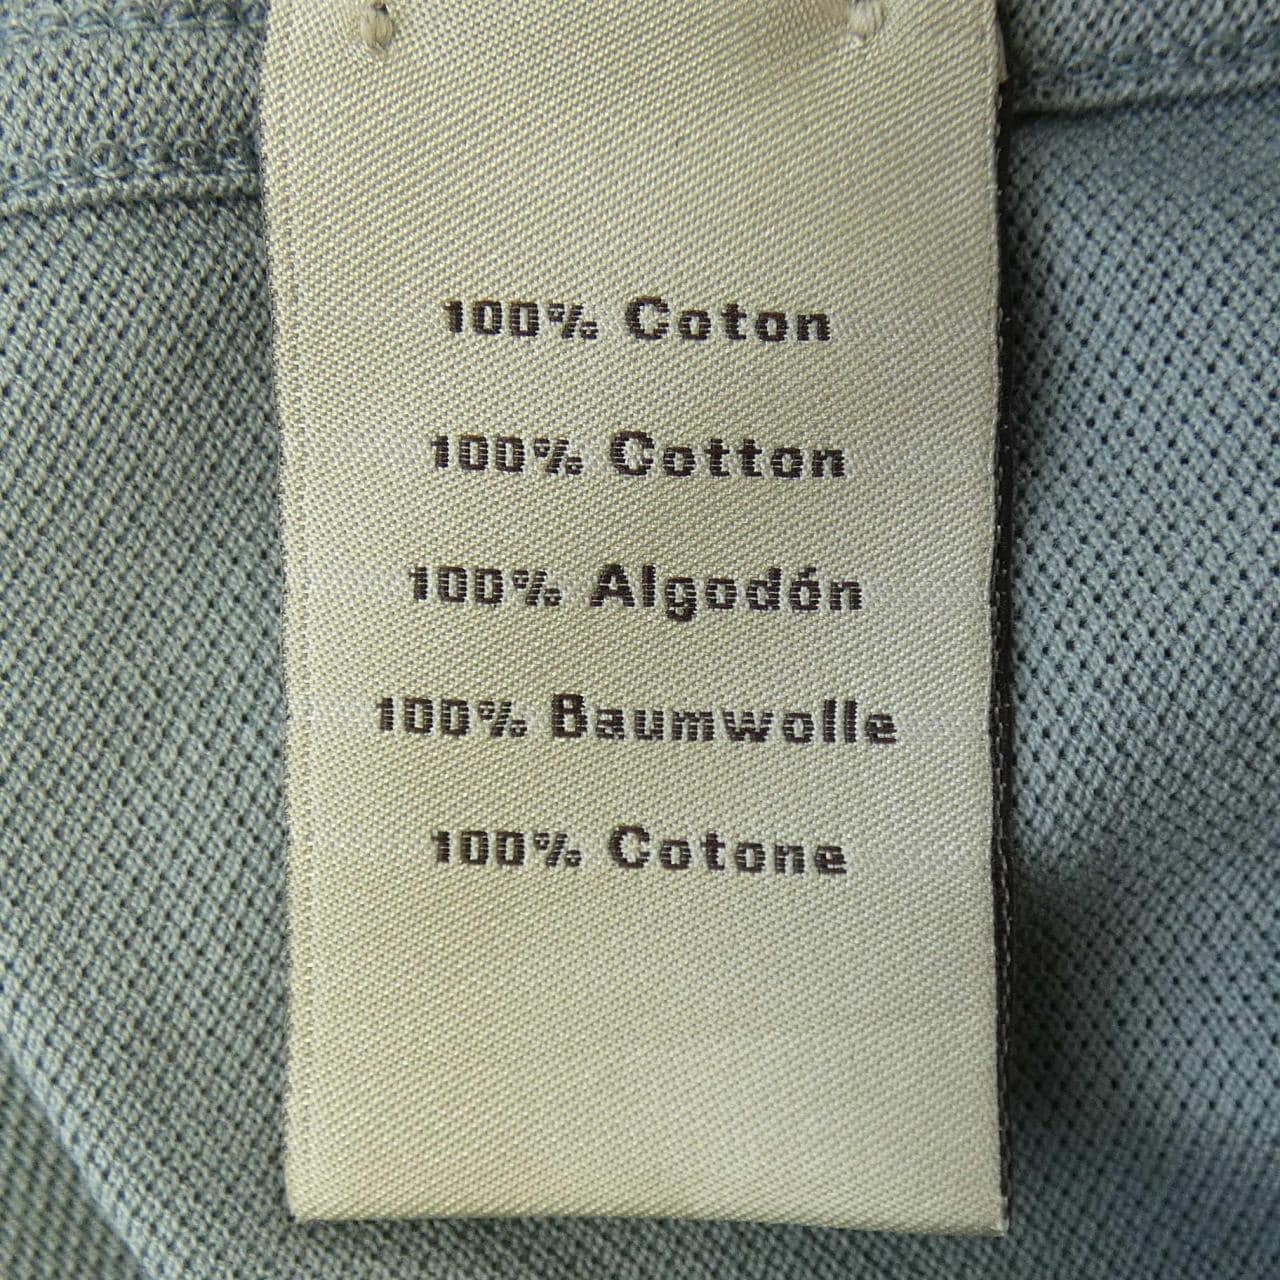 100% Coton
100% Cotton
100% Algodón
100% Baumwolle
100% Cotone